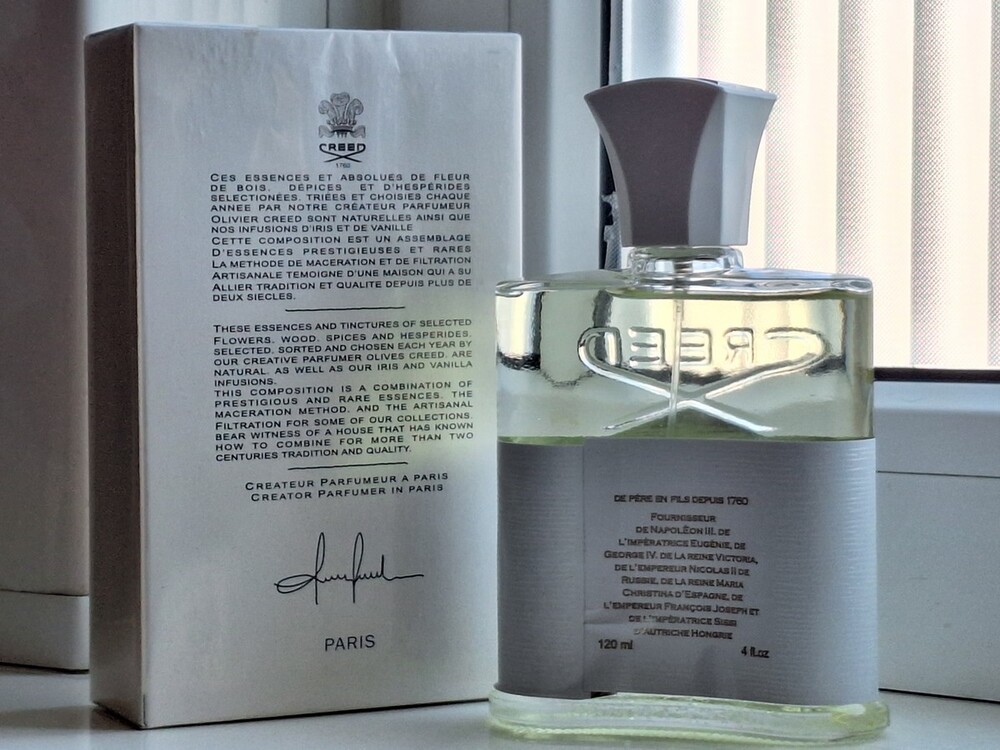 CREED
1760
CES ESSENCES ET ABSOLUES DE FLEUR
DE BOIS. DÉPICES ET D'HESPÉRIDES
SELECTIONÉES. TRIÉES ET CHOISIES CHAQUE
ANNEE PAR NOTRE CRÉATEUR PARFUMEUR
OLIVIER CREED SONT NATURELLES AINSI QUE
NOS INFUSIONS D'IRIS ET DE VANILLE
CETTE COMPOSITION EST UN ASSEMBLAGE
D'ESSENCES PRESTIGIEUSES ET RARES
LA METHODE DE MACERATION ET DE FILTRATION
ARTISANALE TEMOIGNE D'UNE MAISON QUI A SU
ALLIER TRADITION ET QUALITE DEPUIS PLUS DE
DEUX SIECLES.
THESE ESSENCES AND TINCTURES OF SELECTED
FLOWERS. WOOD. SPICES AND HESPERIDES.
SELECTED. SORTED AND CHOSEN EACH YEAR BY
OUR CREATIVE PARFUMER OLIVES CREED. ARE
NATURAL. AS WELL AS OUR IRIS AND VANILLA
INFUSIONS.
THIS COMPOSITION IS A COMBINATION OF
PRESTIGIOUS AND RARE ESSENCES. THE
MACERATION METHOD. AND THE ARTISANAL
FILTRATION FOR SOME OF OUR COLLECTIONS.
BEAR WITNESS OF A HOUSE THAT HAS KNOWN
HOW TO COMBINE FOR MORE THAN TWO
CENTURIES TRADITION AND QUALITY.
CREATEUR PARFUMEUR A PARIS
CREATOR PARFUMER IN PARIS
PARIS
CREED
DE PÈRE EN FILS DEPUIS 1760
FOURNISSEUR
DE NAPOLÉON III. DE
L'IMPÉRATRICE EUGÉNIE, DE
GEORGE IV. DE LA REINE VICTORIA,
DE L'EMPEREUR NICOLAS II DE
RUSSIE, DE LA REINE MARIA
CHRISTINA D'ESPAGNE, DE
L'EMPEREUR FRANÇOIS JOSEPH ET
DE L'IMPÉRATRICE SISSI
D'AUTRICHE HONGRIE
120 ml 4 fl.oz